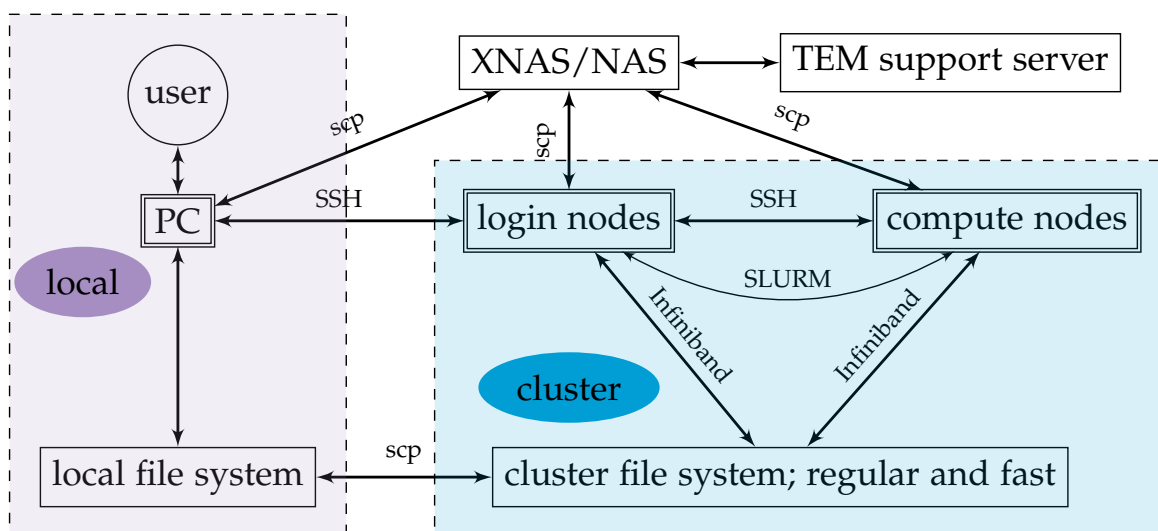 XNAS/NAS
TEM support server
user
scp
scp
scp
PC
SSH
login nodes
SSH
compute nodes
local
SLURM
Infiniband
Infiniband
cluster
local file system
scp
cluster file system; regular and fast